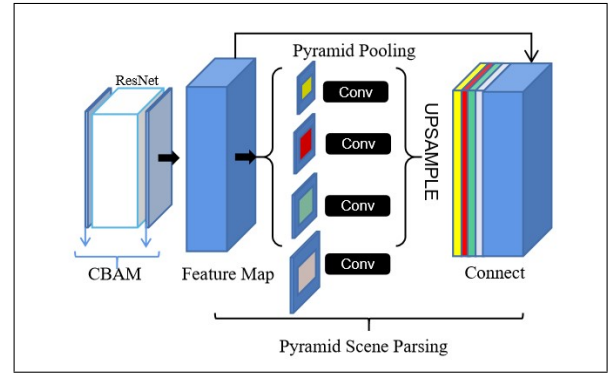 Pyramid Pooling
ResNet
Conv
Conv
Conv
Conv
UPSAMPLE
CBAM
Feature Map
Connect
Pyramid Scene Parsing